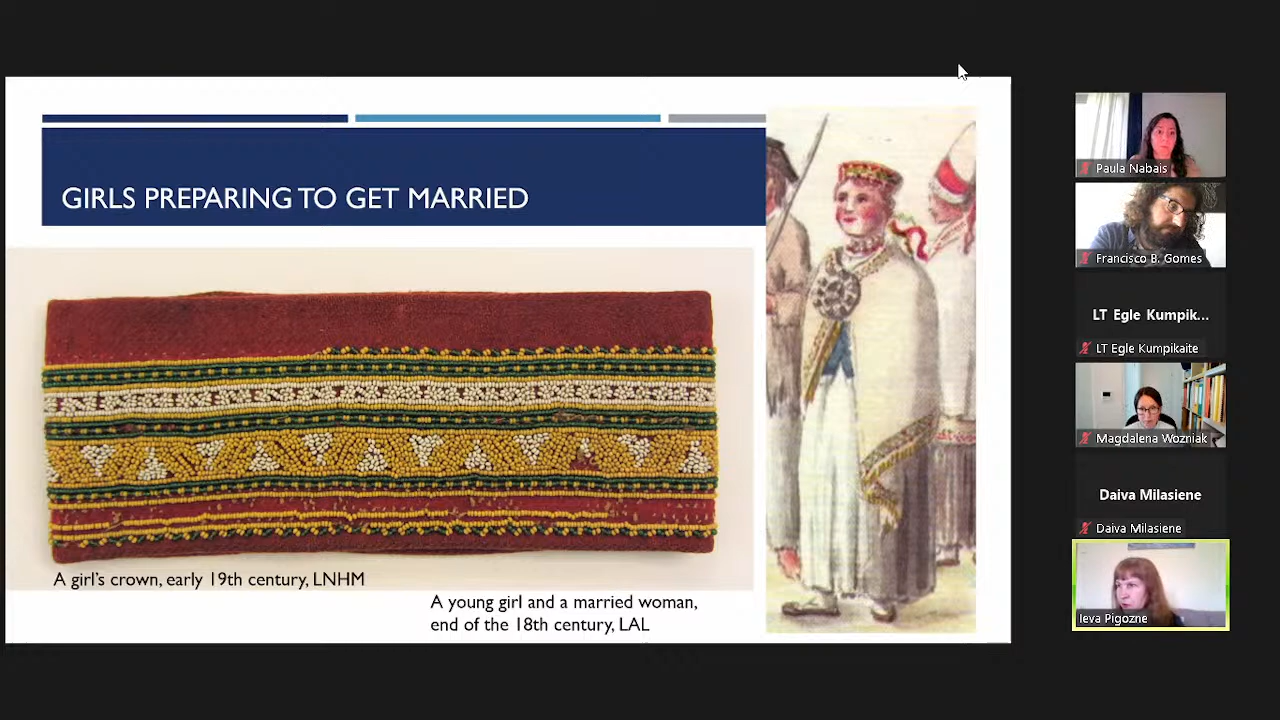 GIRLS PREPARING TO GET MARRIED
A girl's crown, early 19th century, LNHM
A young girl and a married woman,
end of the 18th century, LAL
Paula Nabais
Francisco B. Gomes
LT Egle Kumpik...
LT Egle Kumpikaite
Magdalena Wozniak
Daiva Milasiene
Daiva Milasiene
Ieva Pigozne